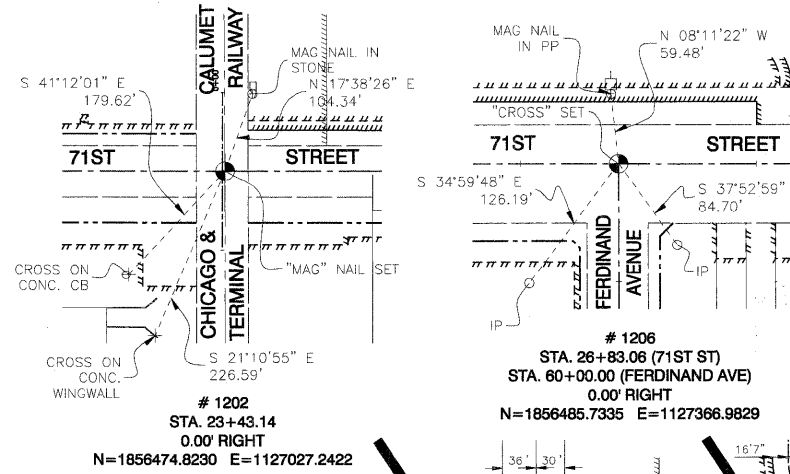 CALUMET
RAILWAY
MAG NAIL IN
STONE
S 41°12'01" E
179.62'
N 17°38'26" E
104.34'
71ST
STREET
CROSS ON
CONC. CB
CHICAGO &
TERMINAL
"MAG" NAIL SET
CROSS ON
CONC.
WINGWALL
S 21°10'55" E
226.59'
# 1202
STA. 23+43.14
0.00' RIGHT
N=1856474.8230 E=1127027.2422
MAG NAIL
IN PP
N 08°11'22" W
59.48'
"CROSS" SET
71ST
STREET
S 34°59'48" E
126.19'
S 37°52'59"
84.70'
FERDINAND
AVENUE
IP
IP
# 1206
STA. 26+83.06 (71ST ST)
STA. 60+00.00 (FERDINAND AVE)
0.00' RIGHT
N=1856485.7335 E=1127366.9829
36'
30'
16'7"